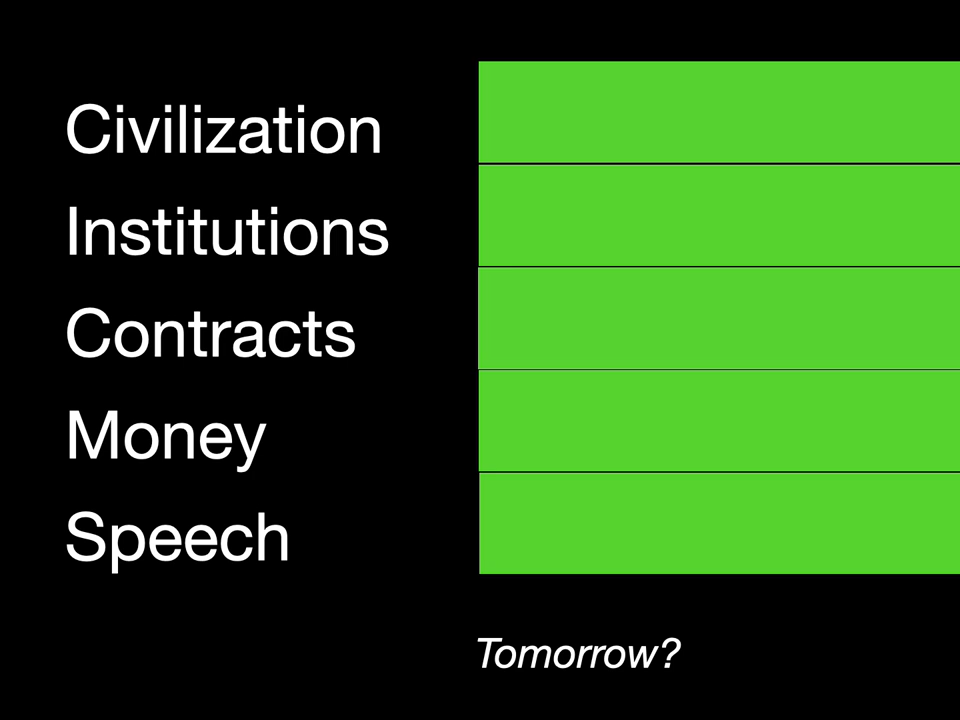 Civilization
Institutions
Contracts
Money
Speech
Tomorrow?